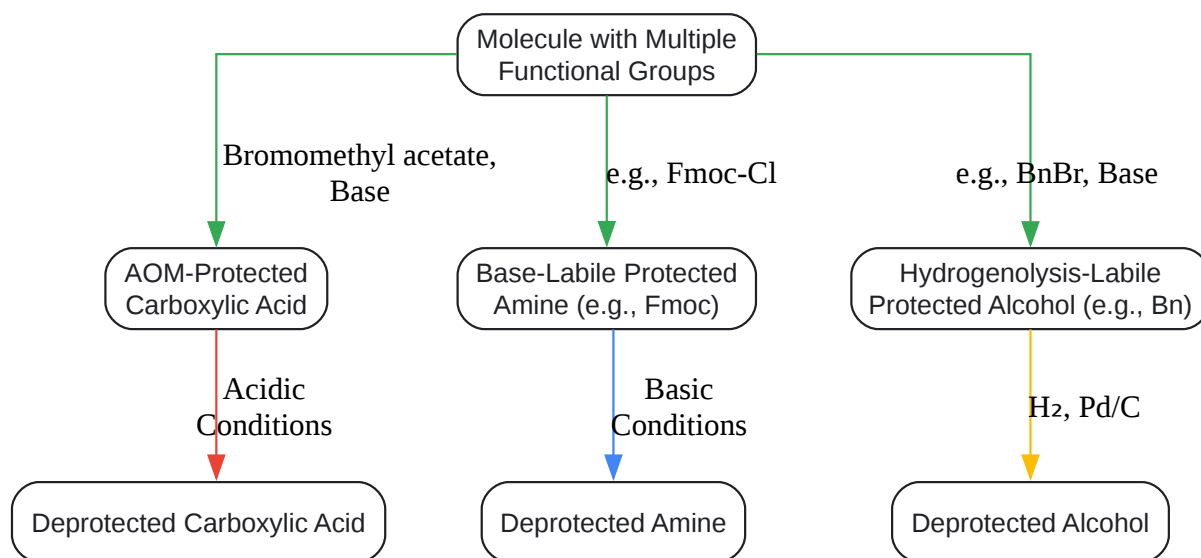 Molecule with Multiple
Functional Groups
Bromomethyl acetate,
Base
e.g., Fmoc-Cl
e.g., BnBr, Base
AOM-Protected
Carboxylic Acid
Base-Labile Protected
Amine (e.g., Fmoc)
Hydrogenolysis-Labile
Protected Alcohol (e.g., Bn)
Acidic
Conditions
Basic
Conditions
H₂, Pd/C
Deprotected Carboxylic Acid
Deprotected Amine
Deprotected Alcohol